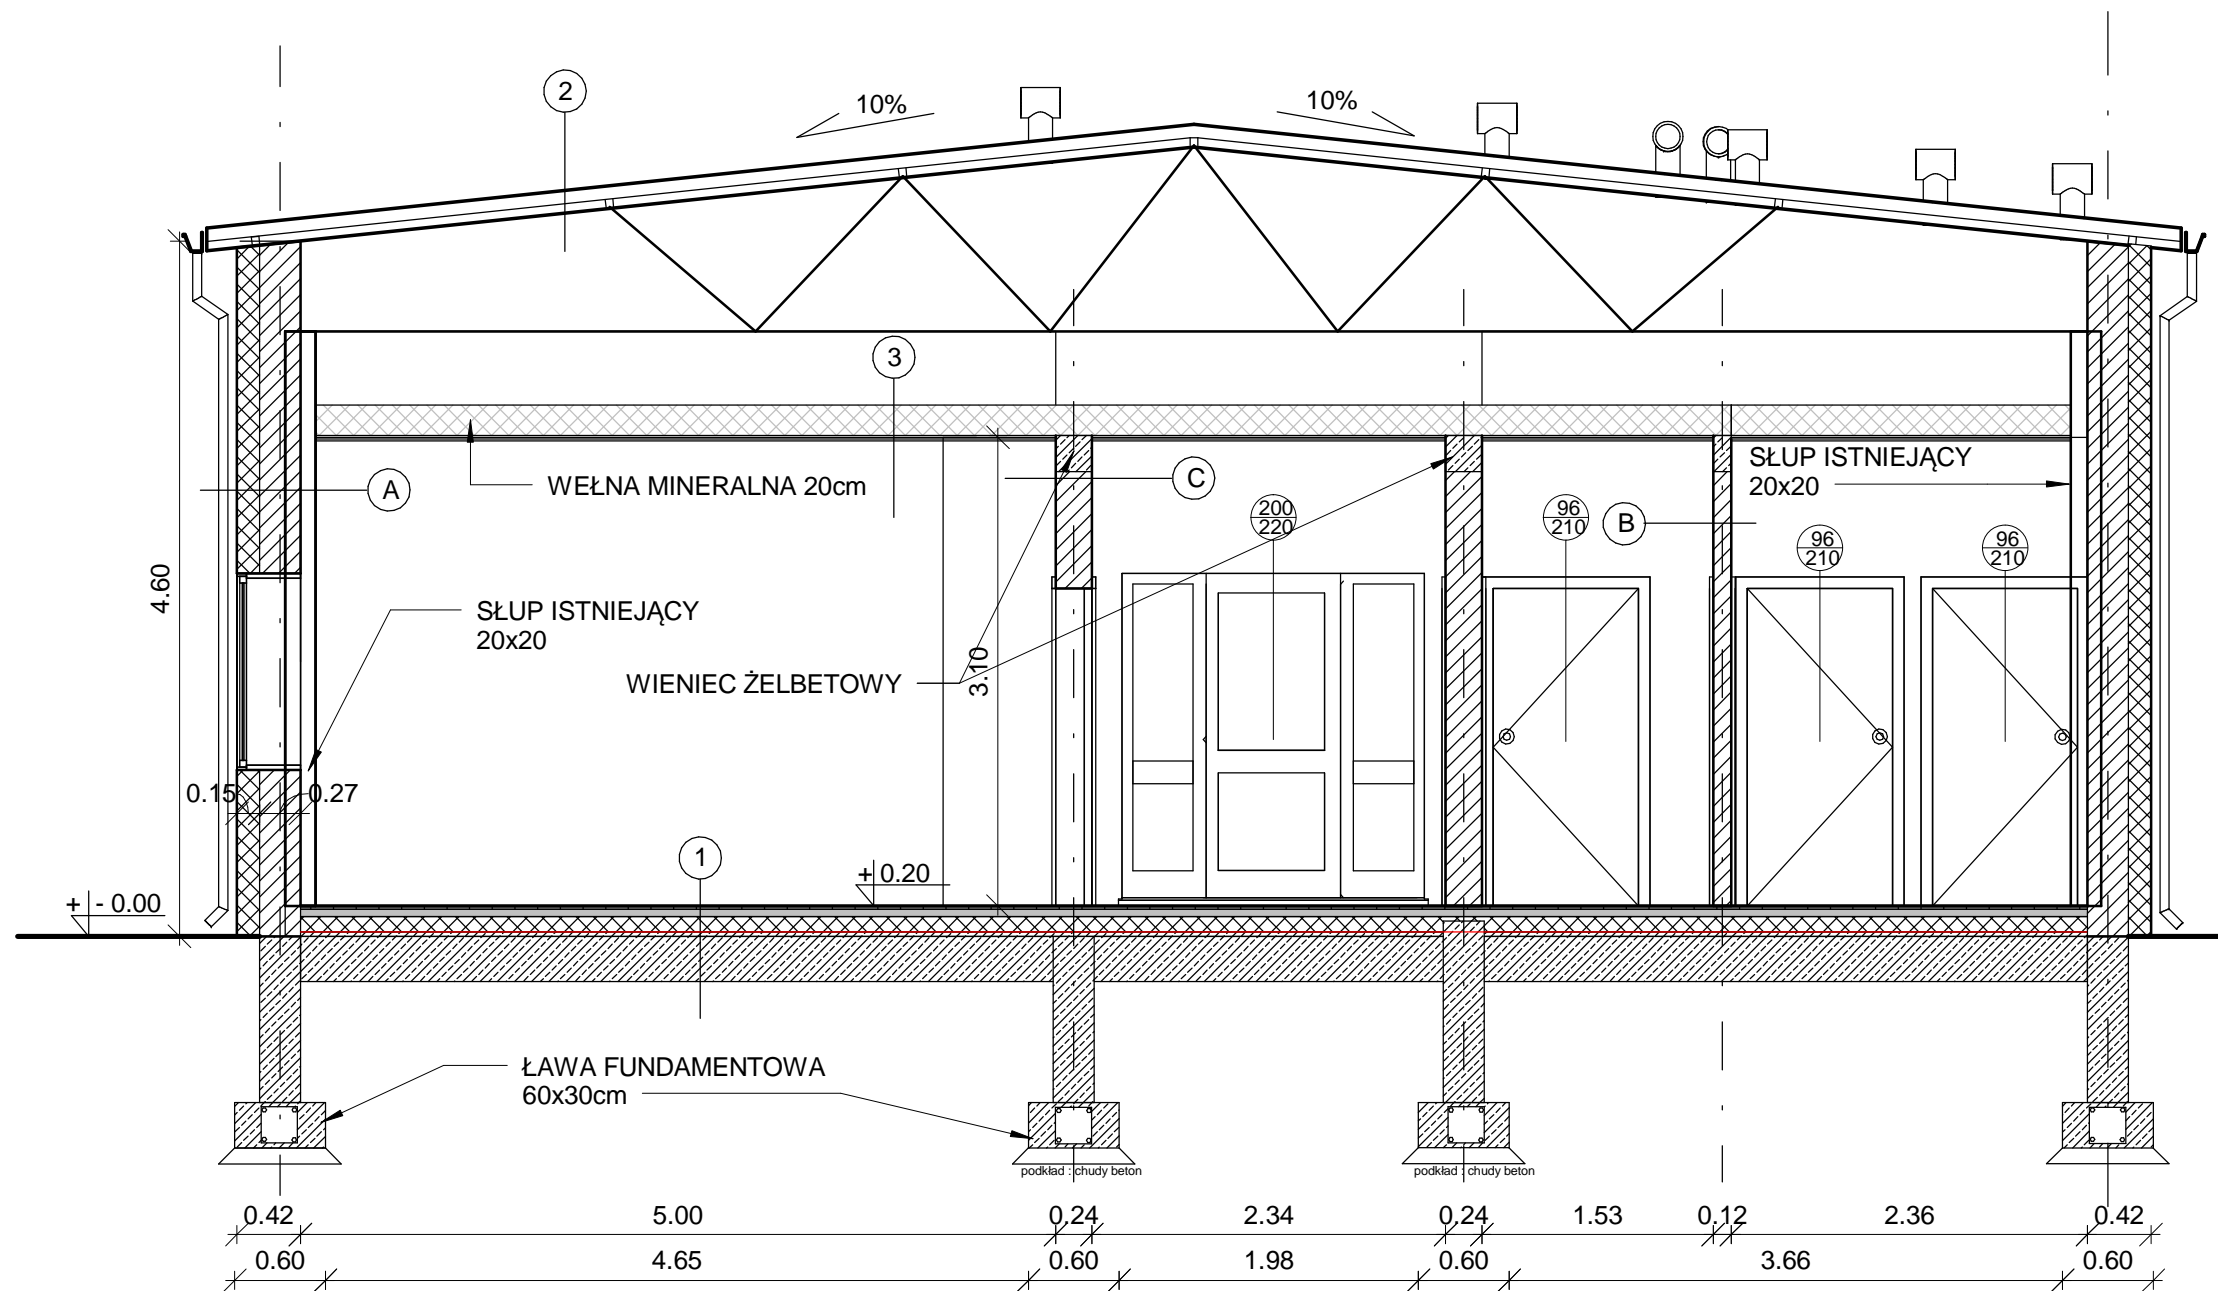 2
10%
10%
3
WEŁNA MINERALNA 20cm
A
C
SŁUP ISTNIEJĄCY
20x20
B
200
220
96
210
96
210
96
210
4.60
SŁUP ISTNIEJĄCY
20x20
WIENIEC ŻELBETOWY
3.10
0.15
0.27
1
+ 0.20
+ - 0.00
ŁAWA FUNDAMENTOWA
60x30cm
podkład : chudy beton
podkład : chudy beton
0.42 5.00 0.24 2.34 0.24 1.53 0.12 2.36 0.42
0.60 4.65 0.60 1.98 0.60 3.66 0.60